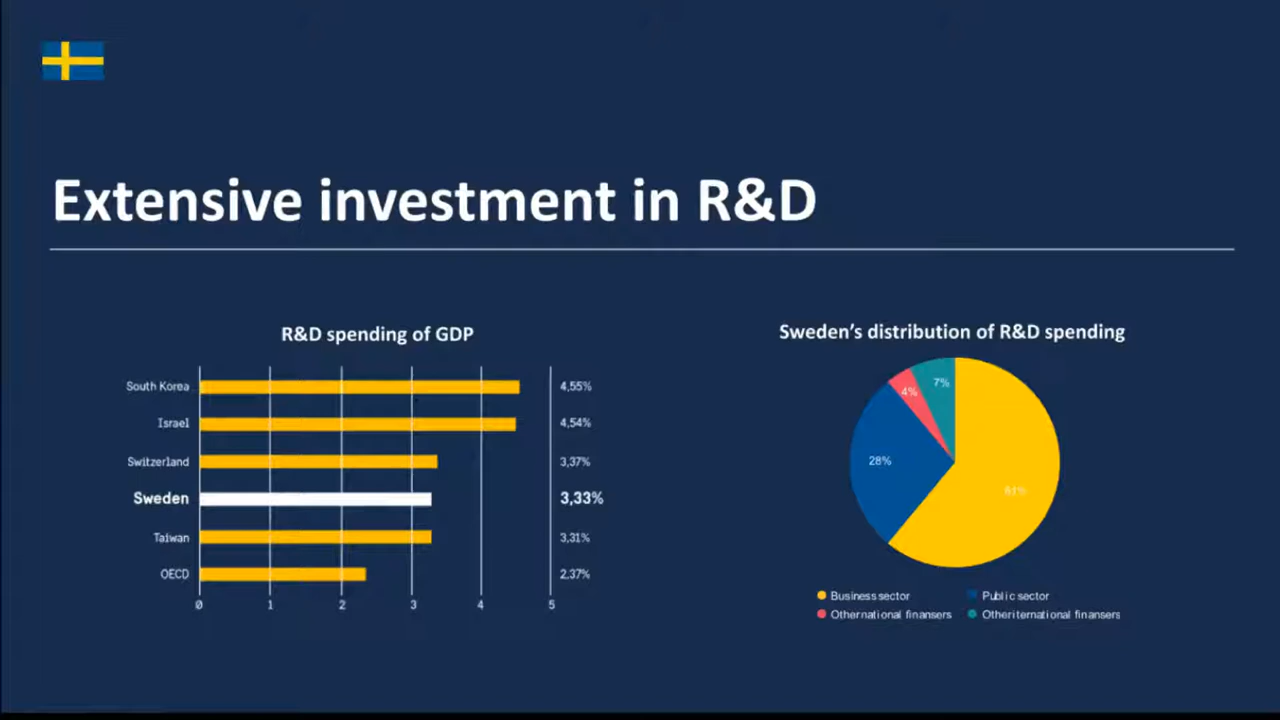 Extensive investment in R&D
R&D spending of GDP
South Korea 4,55%
Israel 4,54%
Switzerland 3,37%
Sweden 3,33%
Taiwan 3,31%
OECD 2,37%
0 1 2 3 4 5
Sweden's distribution of R&D spending
7%
4%
28%
61%
Business sector Public sector
Other national finansers Other iternational finansers